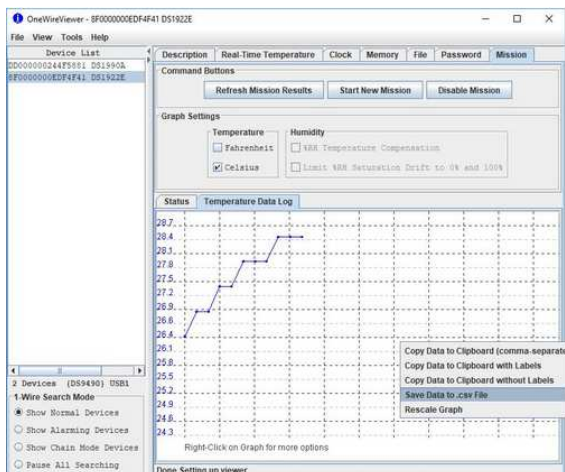 OneWireViewer - 8F0000000EDF4F41 DS1922E
File View Tools Help
Device List
DD000000244F5881 DS1990A
8F0000000EDF4F41 DS1922E
2 Devices (DS9490) USB1
1-Wire Search Mode
Show Normal Devices
Show Alarming Devices
Show Chain Mode Devices
Pause All Searching
Description Real-Time Temperature Clock Memory File Password Mission
Command Buttons
Refresh Mission Results Start New Mission Disable Mission
Graph Settings
Temperature
Fahrenheit
Celsius
Humidity
%RH Temperature Compensation
Limit %RH Saturation Drift to 0% and 100%
Status Temperature Data Log
28.7
28.4
28.1
27.8
27.5
27.2
26.9
26.6
26.4
26.1
25.8
25.5
25.2
24.9
24.6
24.3
Copy Data to Clipboard (comma-separate
Copy Data to Clipboard with Labels
Copy Data to Clipboard without Labels
Save Data to .csv File
Rescale Graph
Right-Click on Graph for more options
Done Setting up viewer